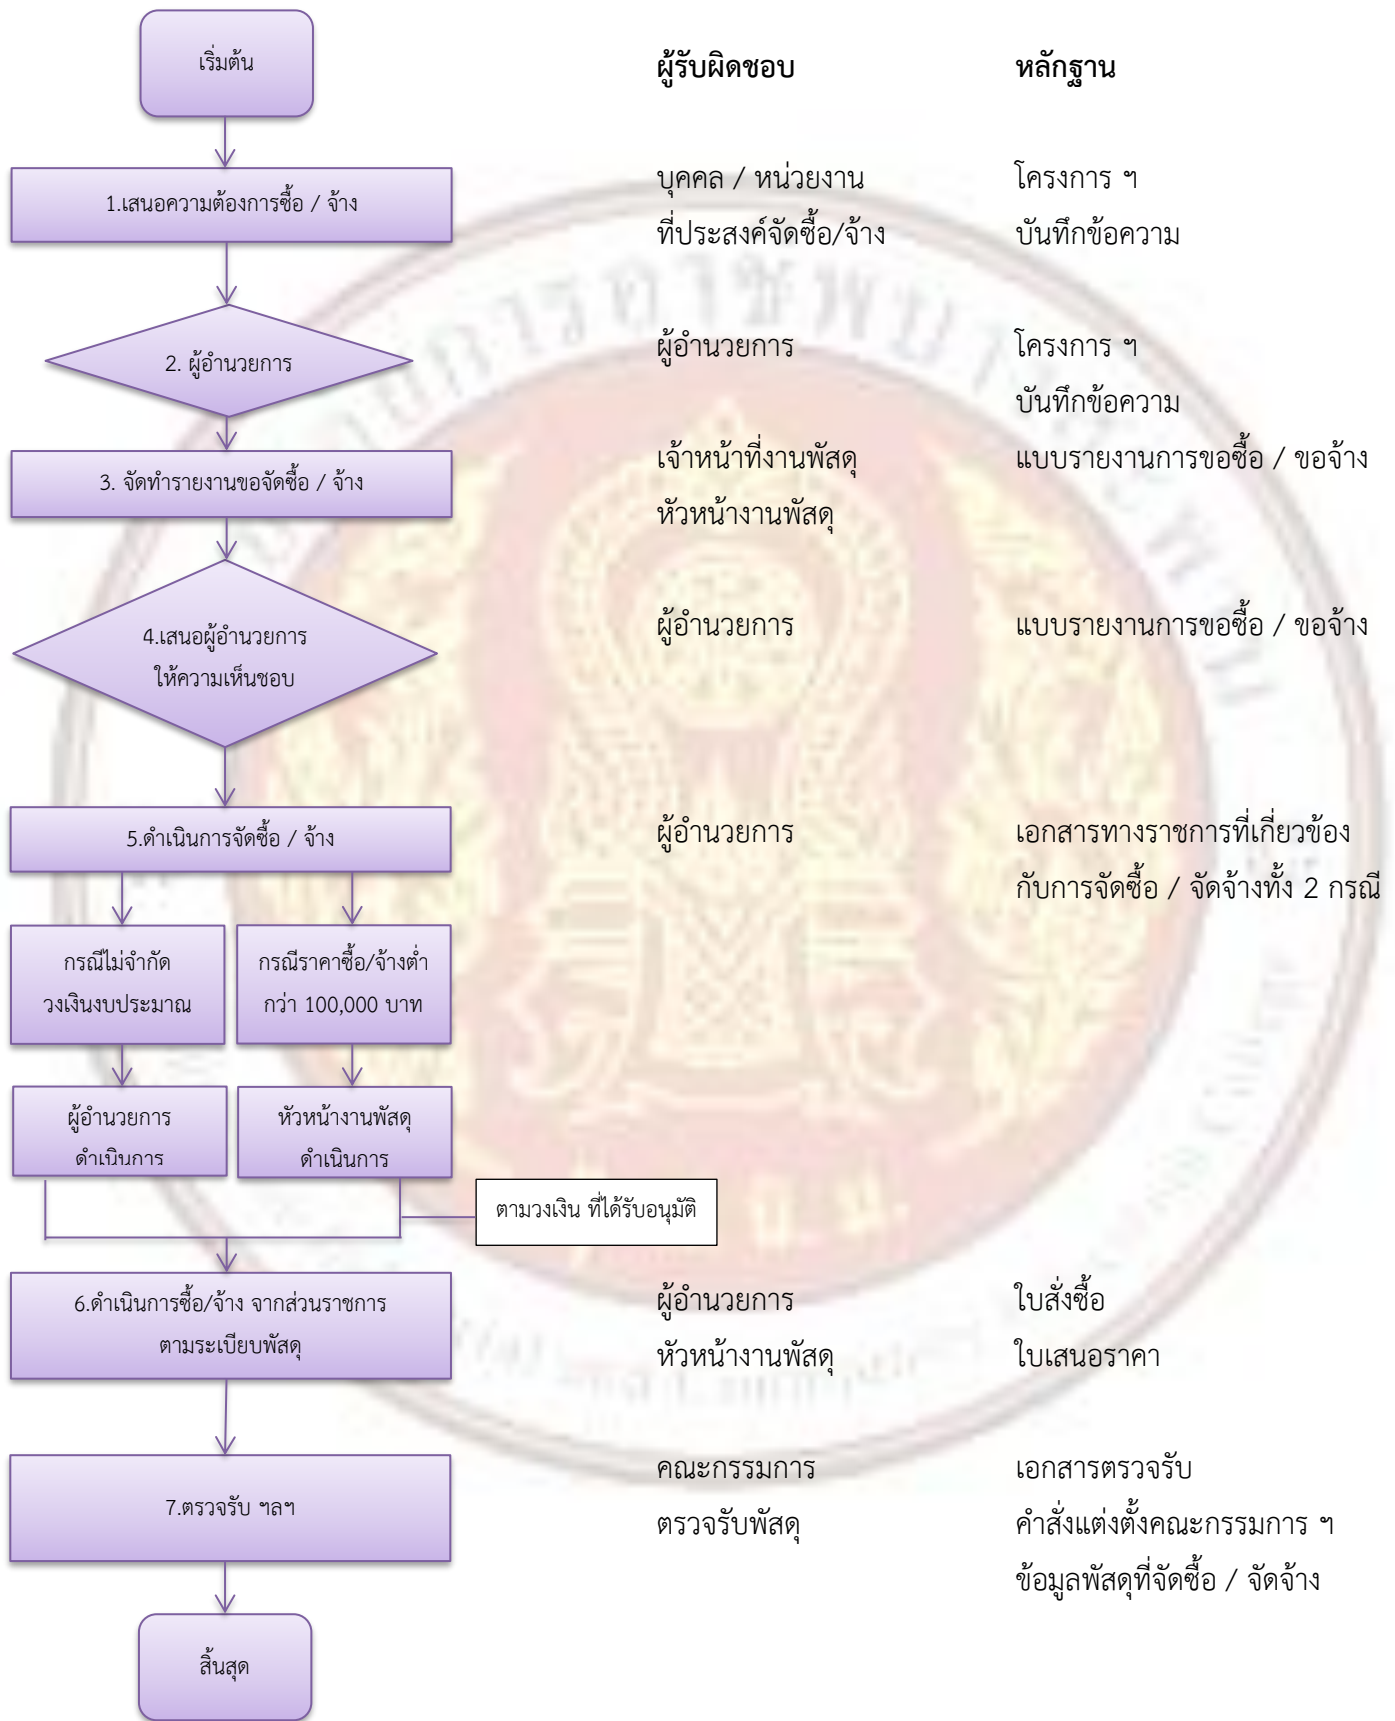 เริ่มต้น
ผู้รับผิดชอบ
หลักฐาน
1.เสนอความต้องการซื้อ / จ้าง
บุคคล / หน่วยงาน
ที่ประสงค์จัดซื้อ/จ้าง
โครงการ ฯ
บันทึกข้อความ
2. ผู้อำนวยการ
ผู้อำนวยการ
โครงการ ฯ
บันทึกข้อความ
3. จัดทำรายงานขอจัดซื้อ / จ้าง
เจ้าหน้าที่งานพัสดุ
หัวหน้างานพัสดุ
แบบรายงานการขอซื้อ / ขอจ้าง
4.เสนอผู้อำนวยการ
ให้ความเห็นชอบ
ผู้อำนวยการ
แบบรายงานการขอซื้อ / ขอจ้าง
5.ดำเนินการจัดซื้อ / จ้าง
ผู้อำนวยการ
เอกสารทางราชการที่เกี่ยวข้อง
กับการจัดซื้อ / จัดจ้างทั้ง 2 กรณี
กรณีไม่จำกัด
วงเงินงบประมาณ
กรณีราคาซื้อ/จ้างต่ำ
กว่า 100,000 บาท
ผู้อำนวยการ
ดำเนินการ
หัวหน้างานพัสดุ
ดำเนินการ
ตามวงเงิน ที่ได้รับอนุมัติ
6.ดำเนินการซื้อ/จ้าง จากส่วนราชการ
ตามระเบียบพัสดุ
ผู้อำนวยการ
หัวหน้างานพัสดุ
ใบสั่งซื้อ
ใบเสนอราคา
7.ตรวจรับ ฯลฯ
คณะกรรมการ
ตรวจรับพัสดุ
เอกสารตรวจรับ
คำสั่งแต่งตั้งคณะกรรมการ ฯ
ข้อมูลพัสดุที่จัดซื้อ / จัดจ้าง
สิ้นสุด